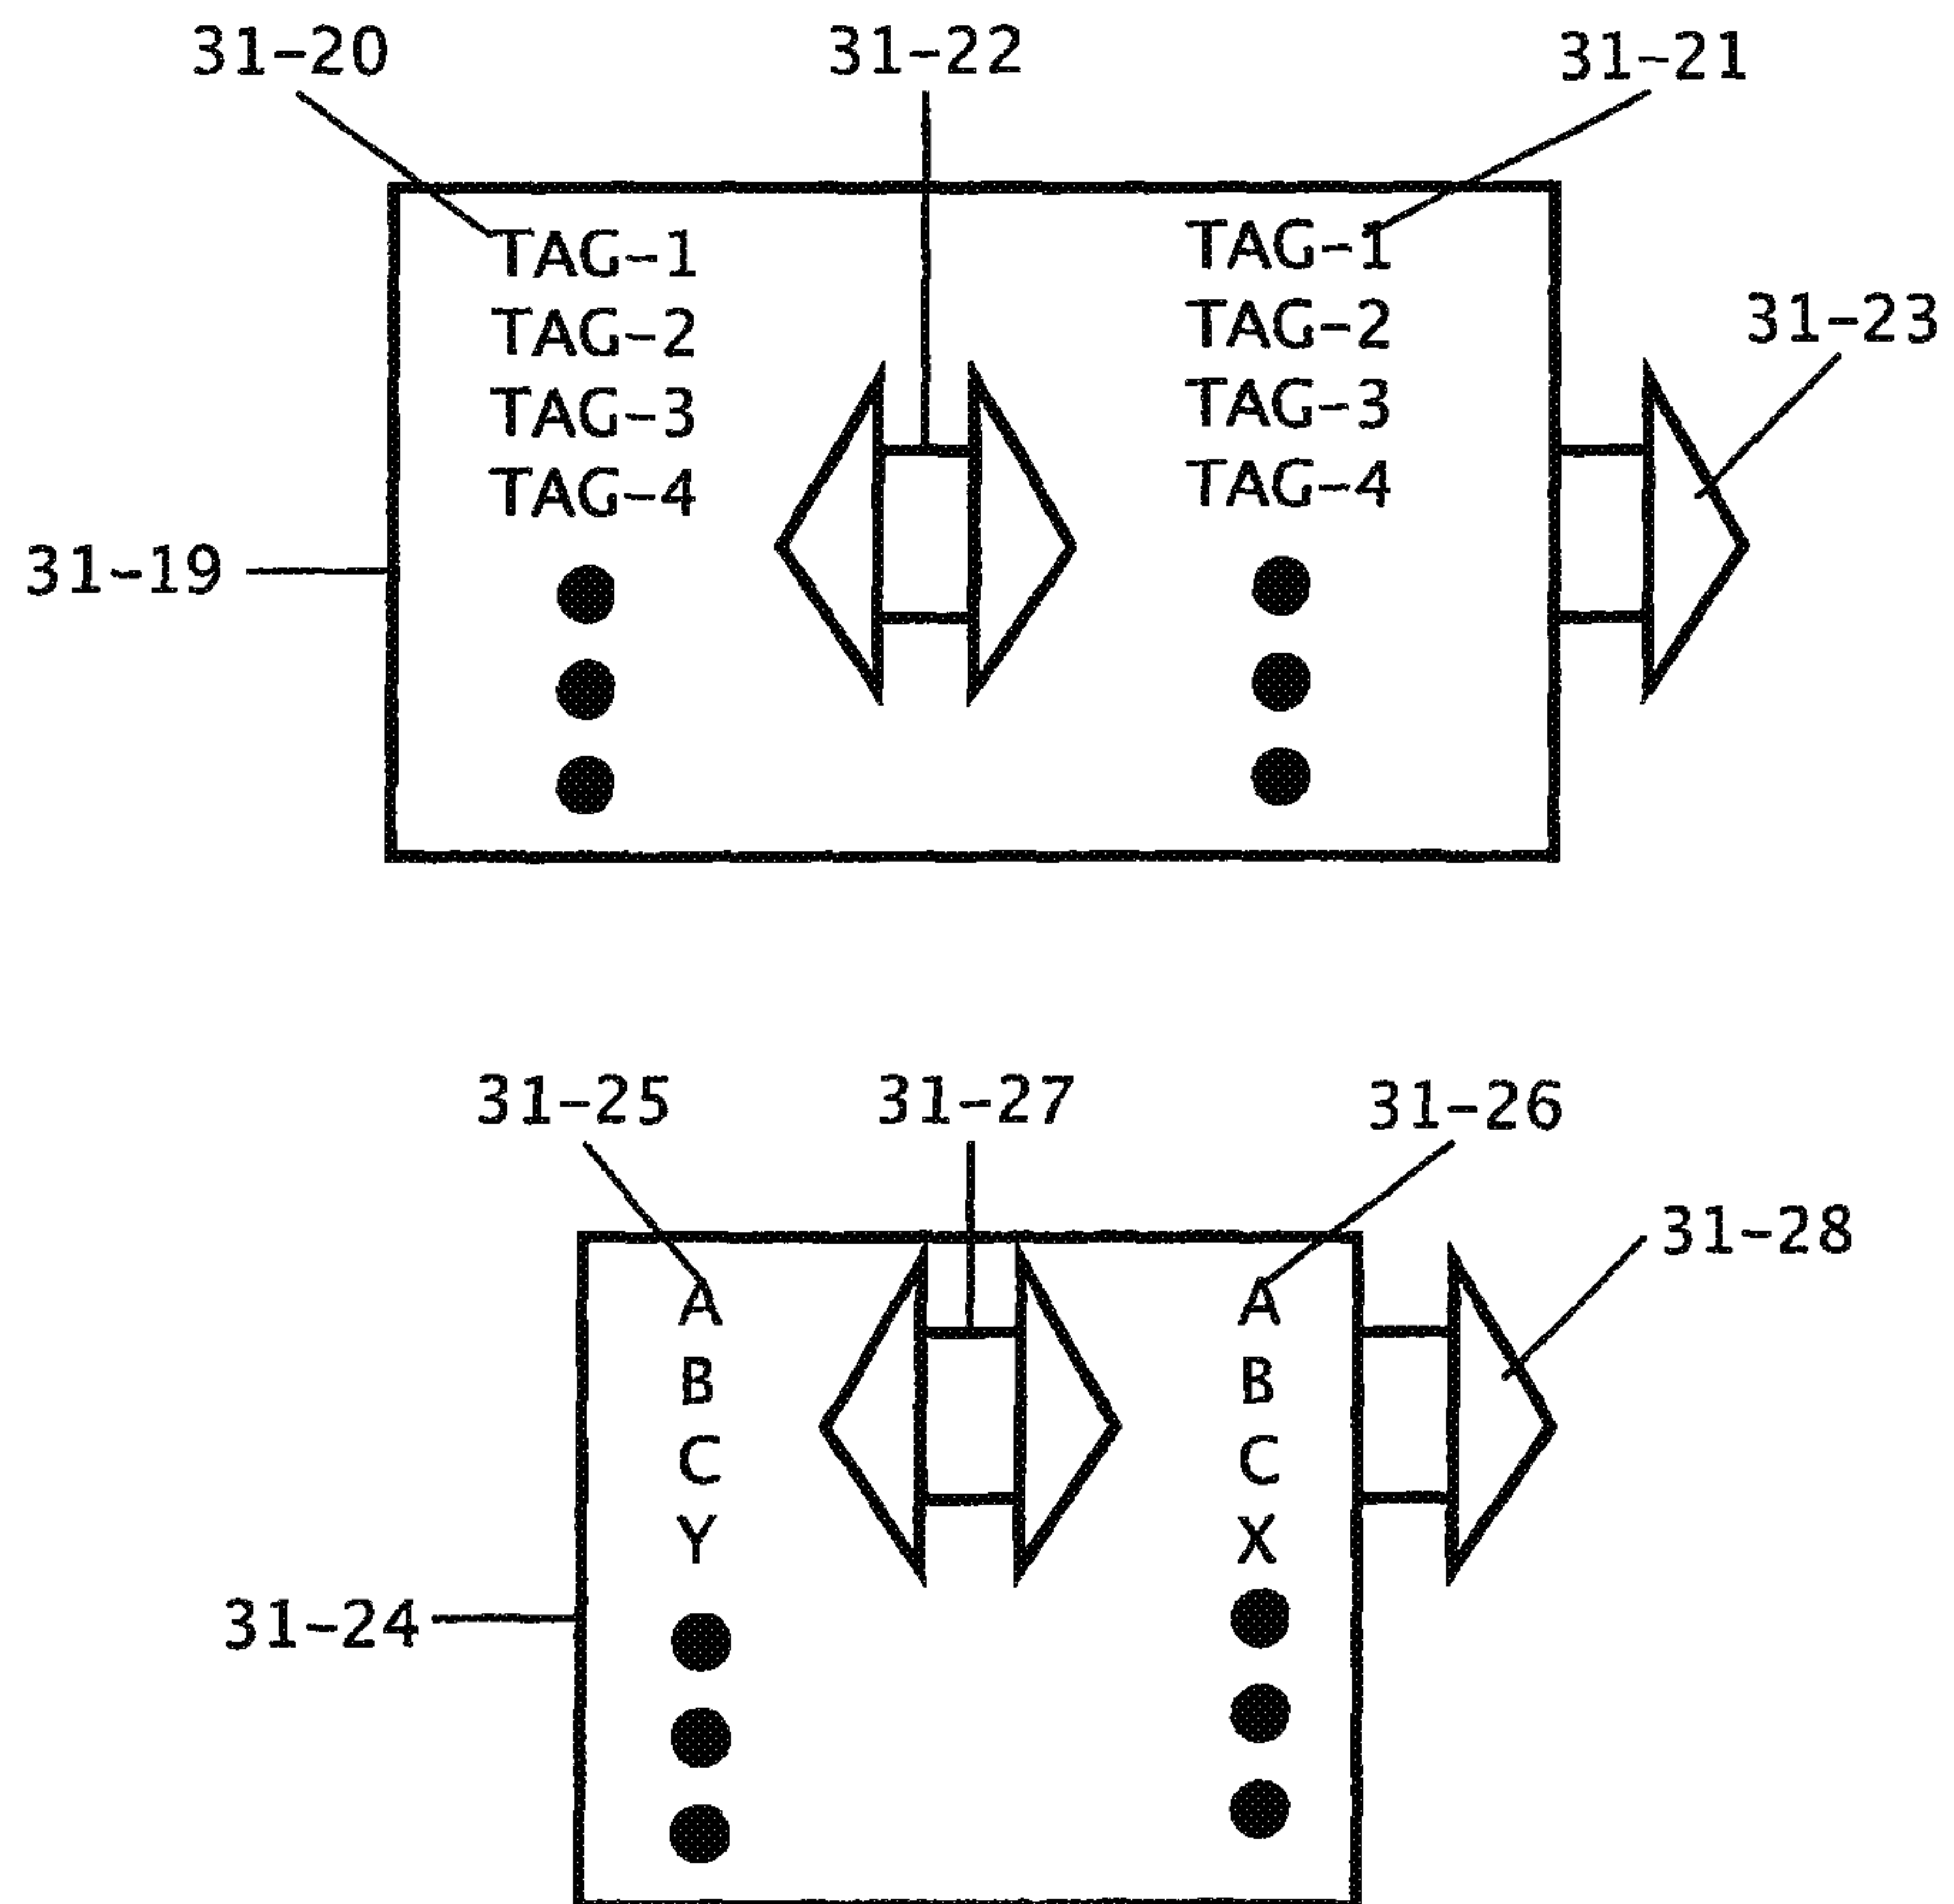 31-20 31-22 31-21
TAG-1 TAG-1
TAG-2 TAG-2
31-23
TAG-3 TAG-3
TAG-4 TAG-4
31-19
31-25 31-27 31-26
31-28
A A
B B
C C
Y X
31-24